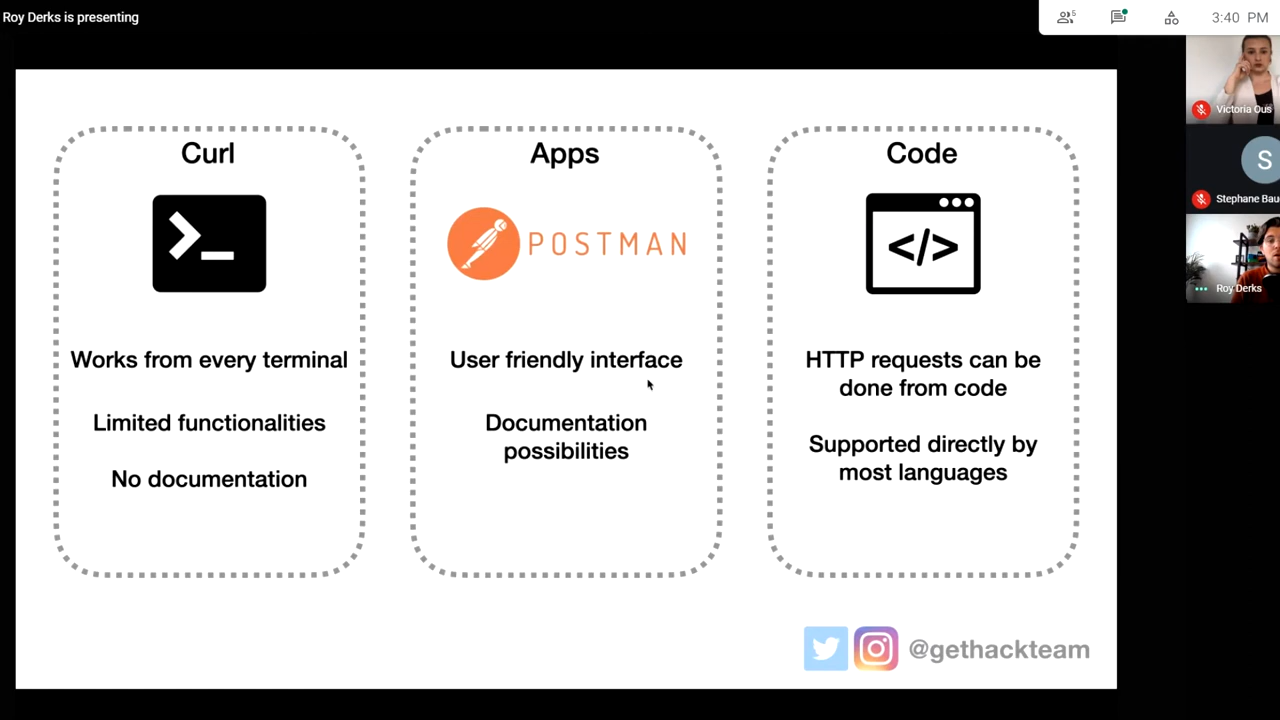 Roy Derks is presenting
5
3:40 PM
Curl
>_
Works from every terminal
Limited functionalities
No documentation
Apps
POSTMAN
User friendly interface
Documentation
possibilities
Code
</>
HTTP requests can be
done from code
Supported directly by
most languages
@gethackteam
Victoria Ous
S
Stephane Bau
Roy Derks